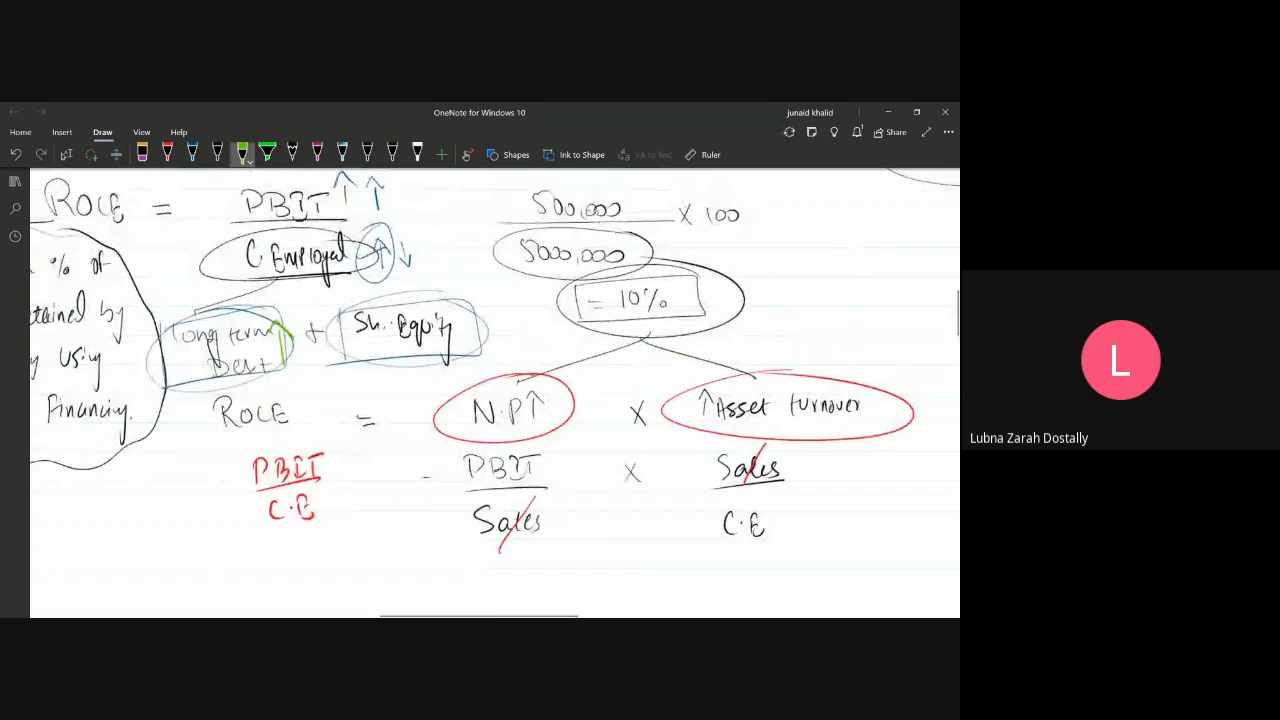 OneNote for Windows 10
junaid khalid
Home Insert Draw View Help
Share
Shapes Ink to Shape Ink to Text Ruler
ROCE = PBIT ↑ ↑
C. Employed ↑ ↓
500,000 X 100
5000,000
= 10%
% of
tained by
using
Financing.
long term Debt + Sh. Equity
ROCE = N.P↑ X ↑Asset turnover
PBIT
C.E
- PBIT X Sales
Sales C.E
L
Lubna Zarah Dostally